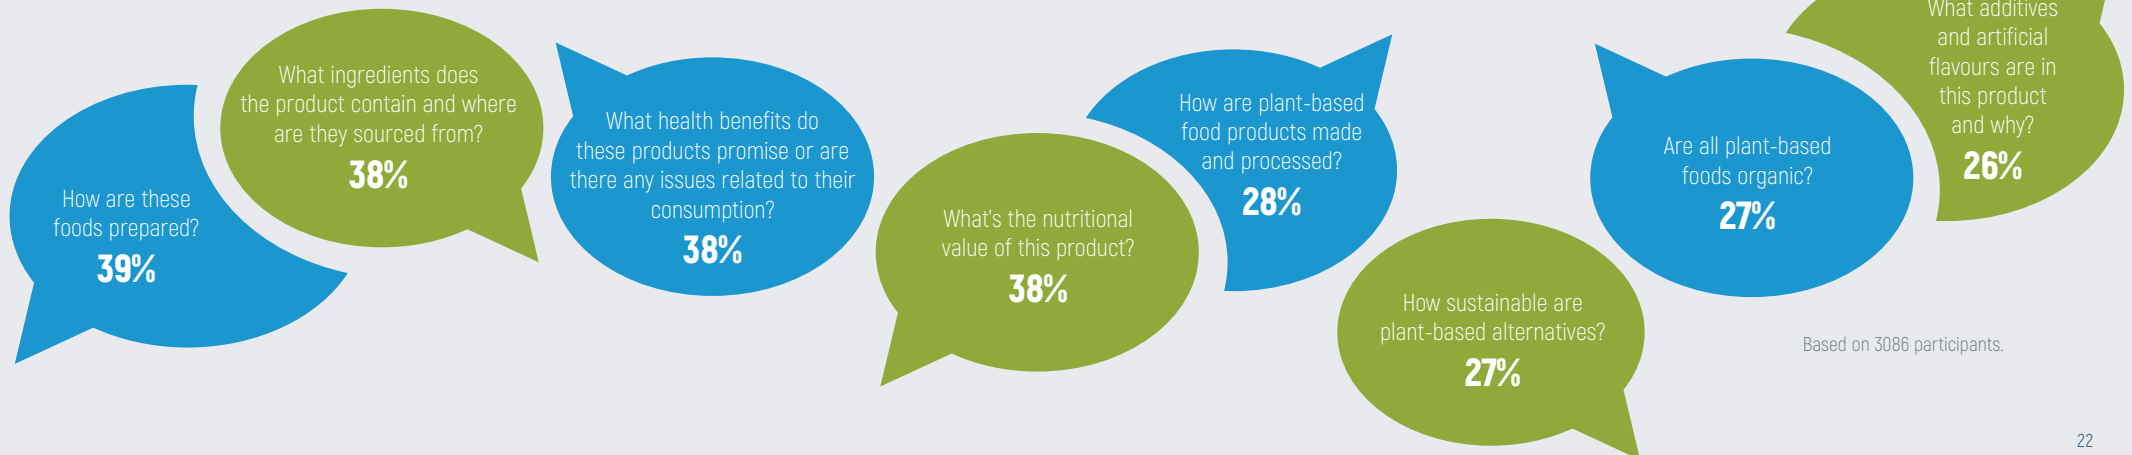 How are these
foods prepared?
39%
What ingredients does
the product contain and where
are they sourced from?
38%
What health benefits do
these products promise or are
there any issues related to their
consumption?
38%
What's the nutritional
value of this product?
38%
How are plant-based
food products made
and processed?
28%
How sustainable are
plant-based alternatives?
27%
Are all plant-based
foods organic?
27%
What additives
and artificial
flavours are in
this product
and why?
26%
Based on 3086 participants.
22